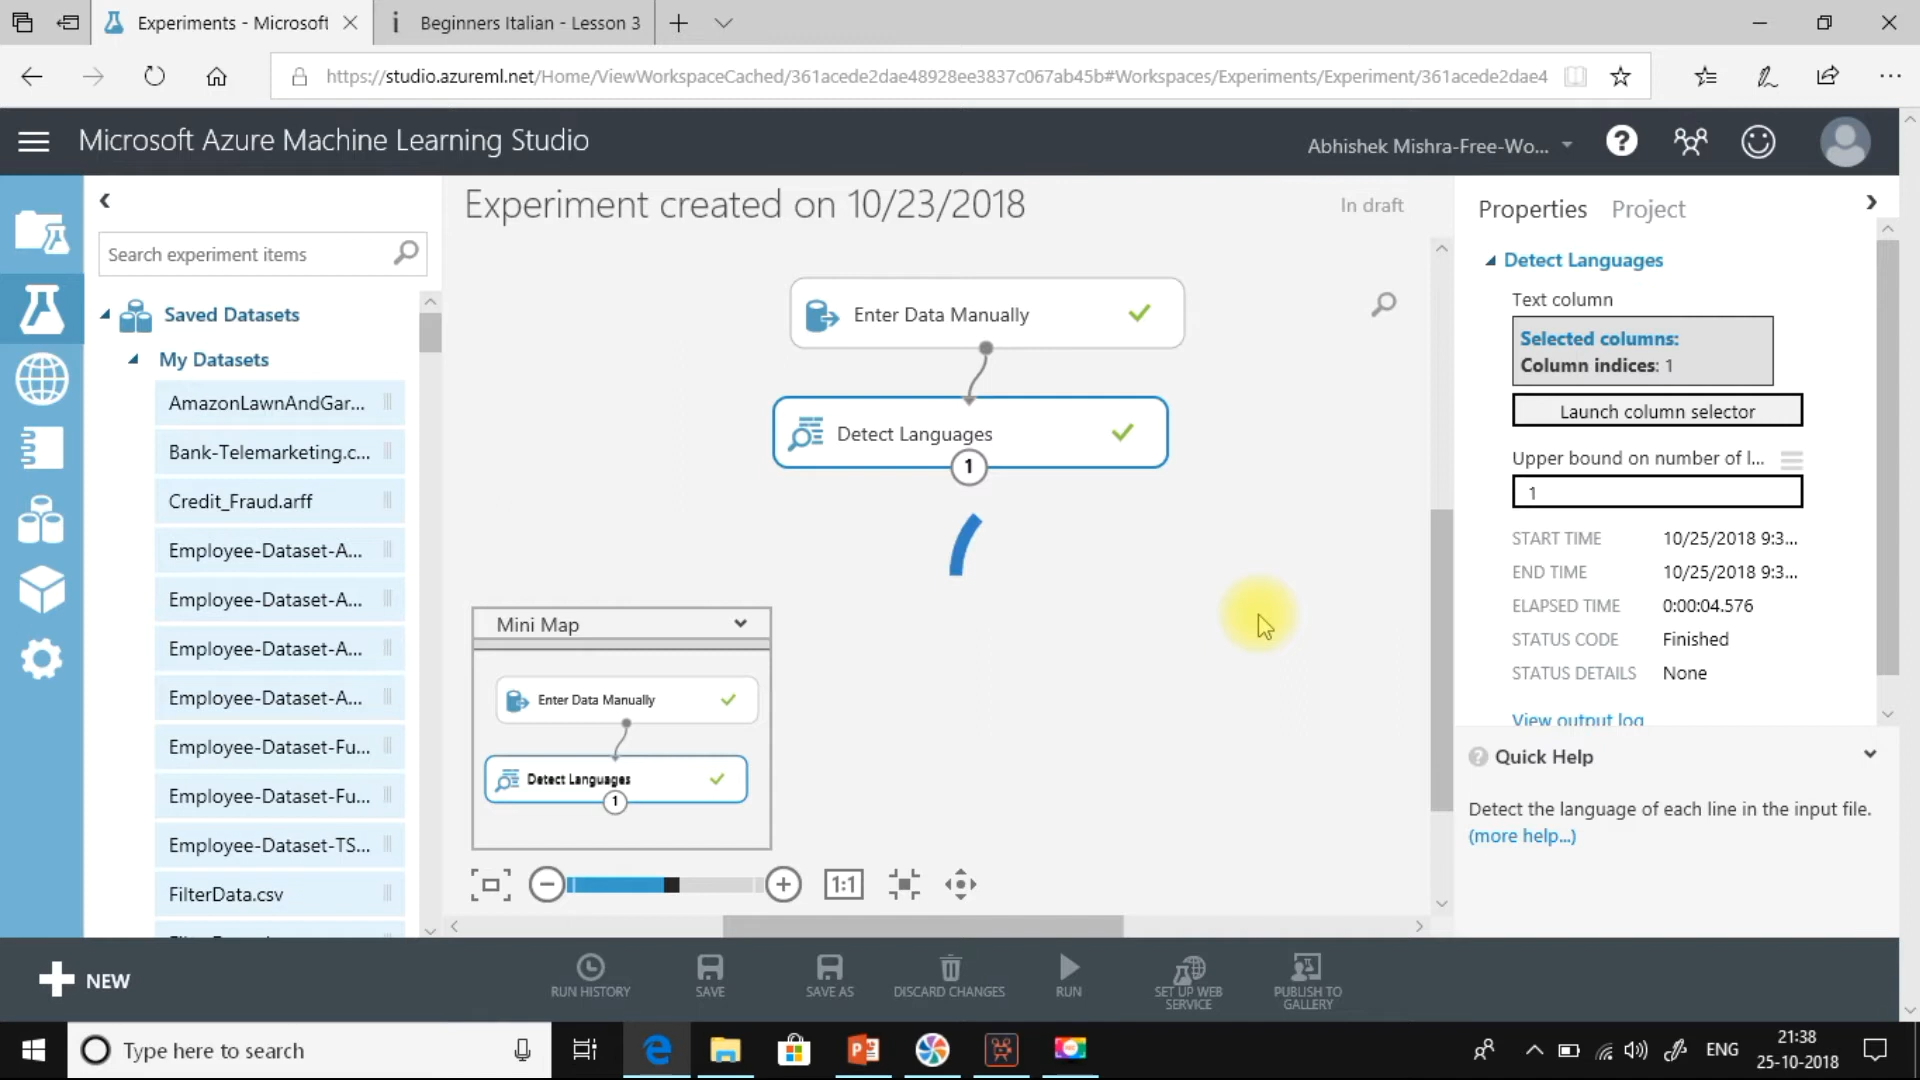 Experiments - Microsoft
Beginners Italian - Lesson 3
https://studio.azureml.net/Home/ViewWorkspaceCached/361acede2dae48928ee3837c067ab45b#Workspaces/Experiments/Experiment/361acede2dae4
Microsoft Azure Machine Learning Studio
Abhishek Mishra-Free-Wo...
Search experiment items
Saved Datasets
My Datasets
AmazonLawnAndGar...
Bank-Telemarketing.c...
Credit_Fraud.arff
Employee-Dataset-A...
Employee-Dataset-A...
Employee-Dataset-A...
Employee-Dataset-A...
Employee-Dataset-Fu...
Employee-Dataset-Fu...
Employee-Dataset-TS...
FilterData.csv
Experiment created on 10/23/2018
In draft
Enter Data Manually
Detect Languages
1
Mini Map
Enter Data Manually
Detect Languages
1
1:1
Properties
Project
Detect Languages
Text column
Selected columns:
Column indices: 1
Launch column selector
Upper bound on number of l...
1
START TIME 10/25/2018 9:3...
END TIME 10/25/2018 9:3...
ELAPSED TIME 0:00:04.576
STATUS CODE Finished
STATUS DETAILS None
View output log
Quick Help
Detect the language of each line in the input file.
(more help...)
NEW
RUN HISTORY
SAVE
SAVE AS
DISCARD CHANGES
RUN
SET UP WEB
SERVICE
PUBLISH TO
GALLERY
Type here to search
ENG
21:38
25-10-2018